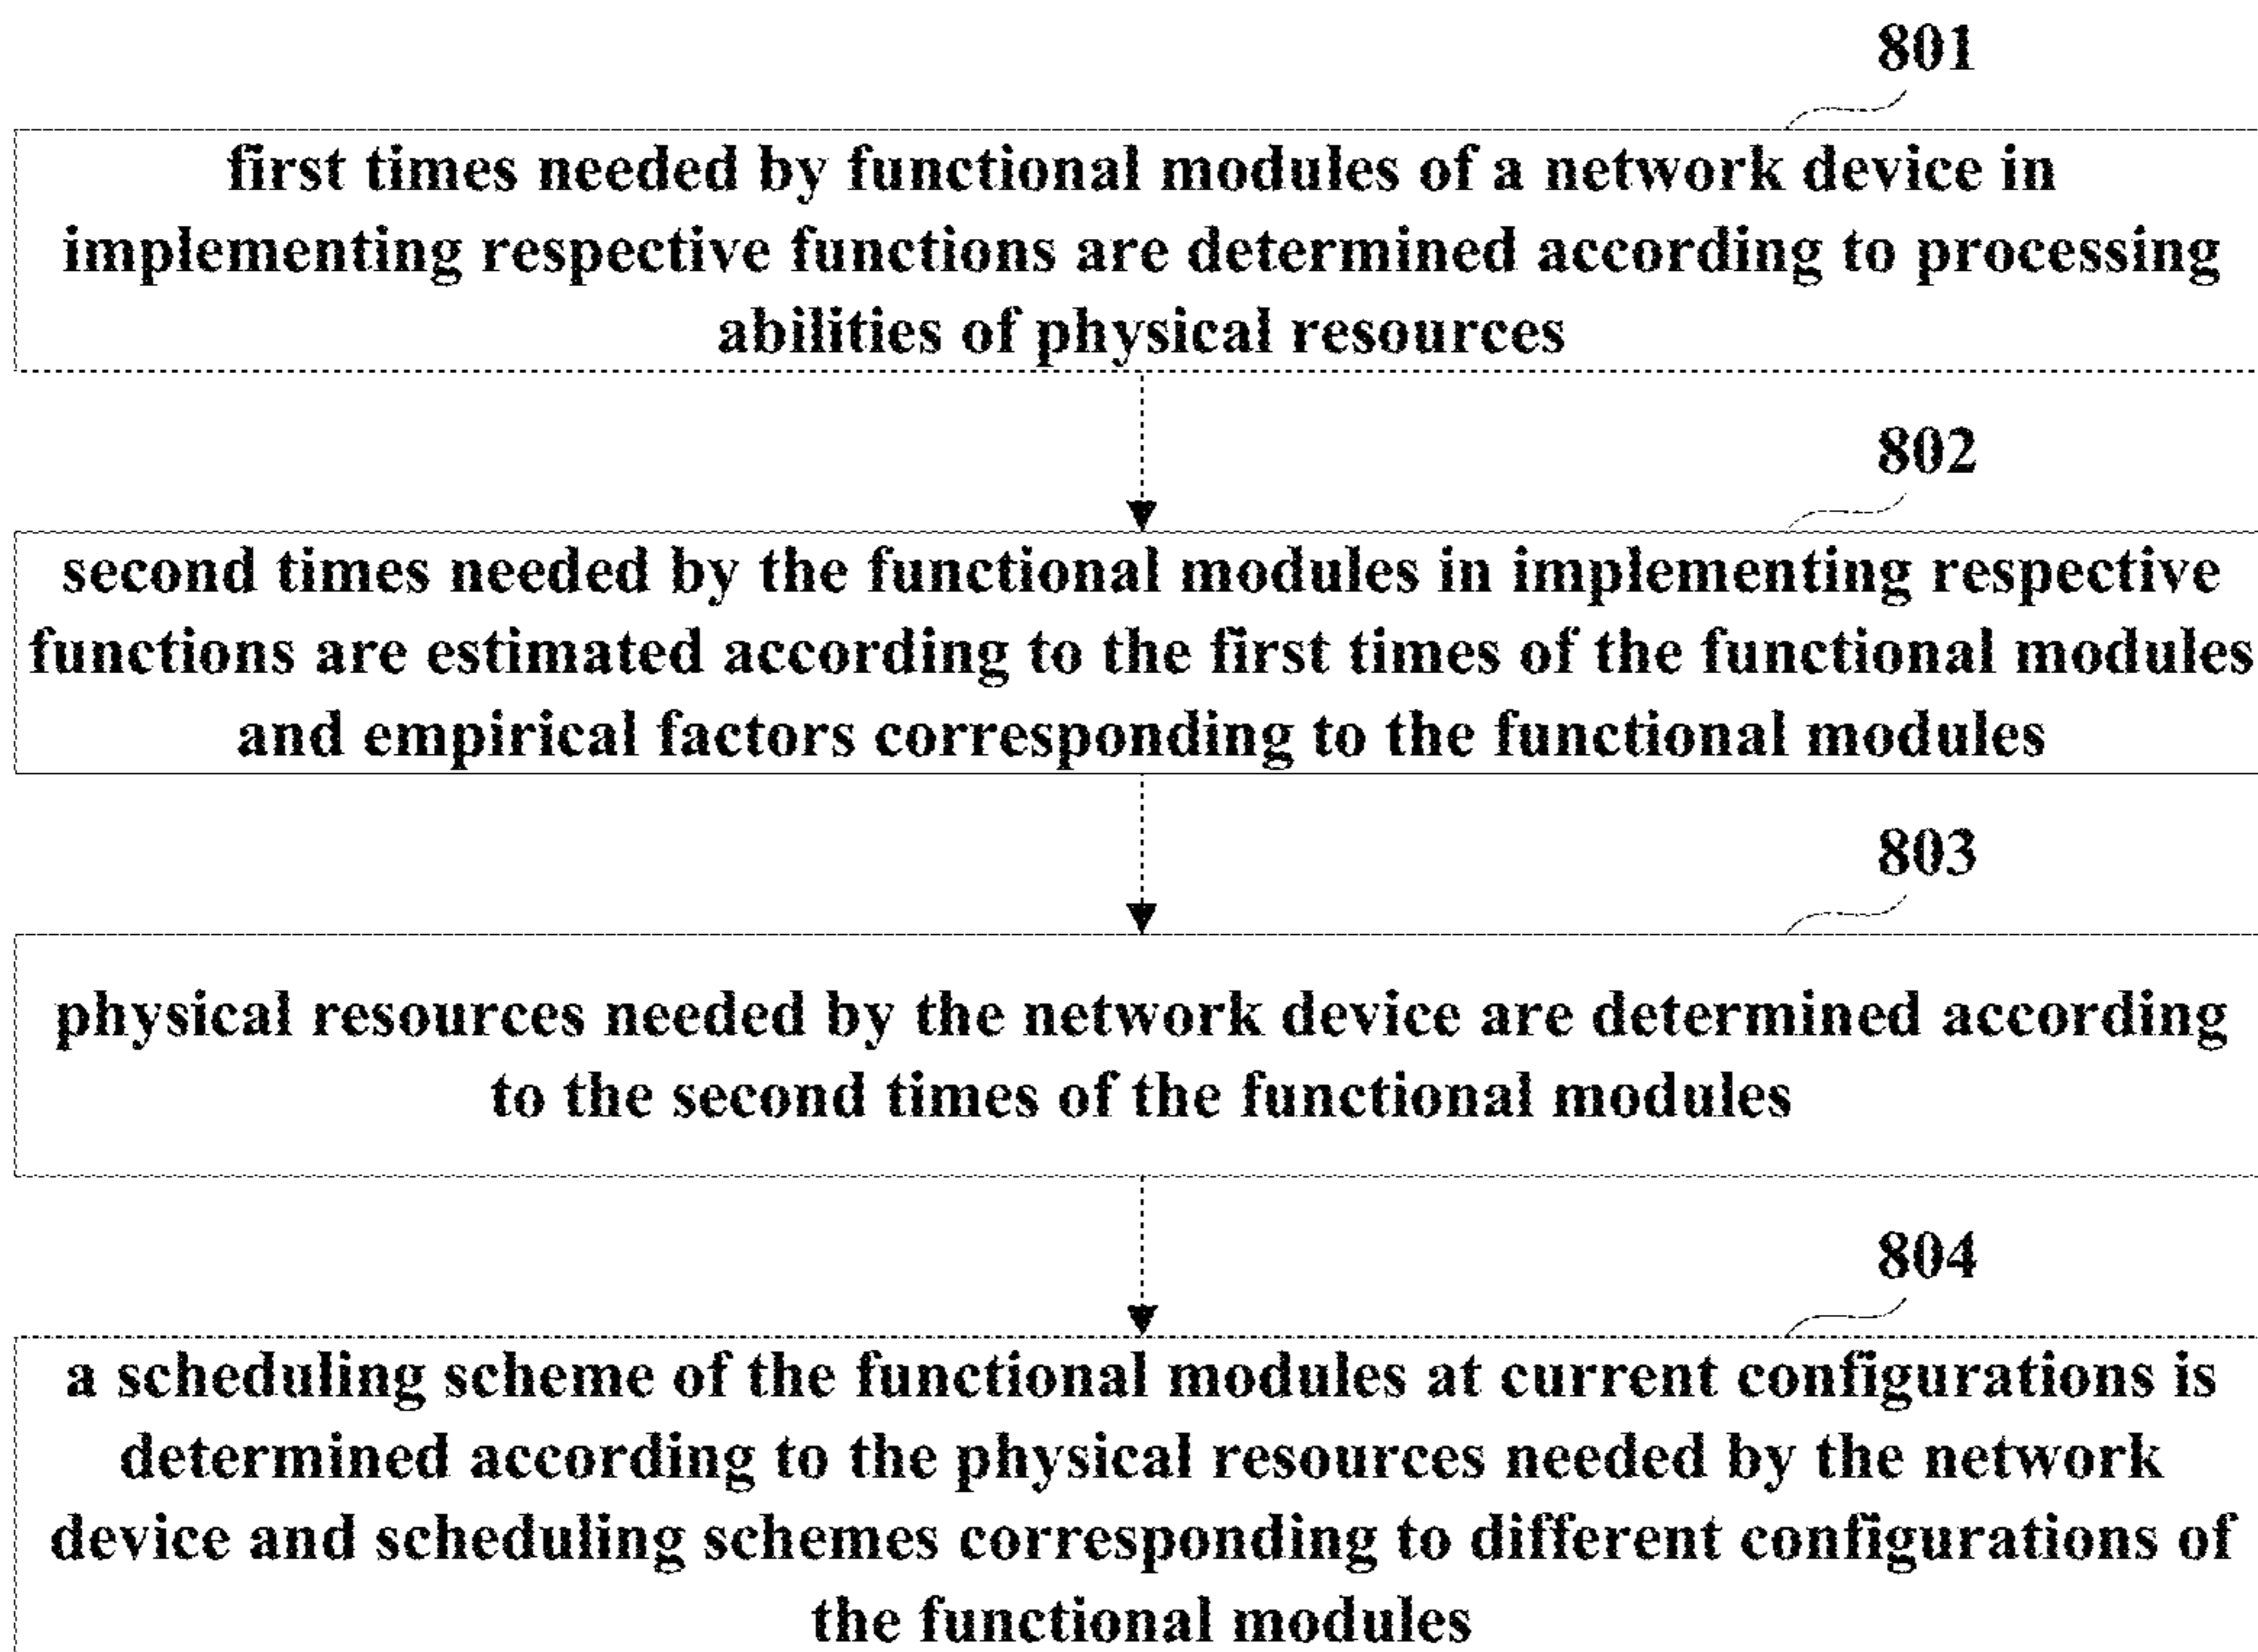 801
first times needed by functional modules of a network device in
implementing respective functions are determined according to processing
abilities of physical resources
802
second times needed by the functional modules in implementing respective
functions are estimated according to the first times of the functional modules
and empirical factors corresponding to the functional modules
803
physical resources needed by the network device are determined according
to the second times of the functional modules
804
a scheduling scheme of the functional modules at current configurations is
determined according to the physical resources needed by the network
device and scheduling schemes corresponding to different configurations of
the functional modules